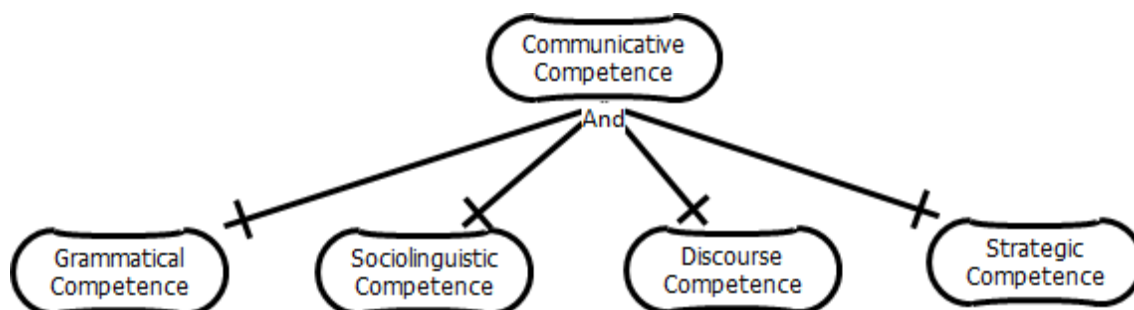 Communicative
Competence
And
Grammatical
Competence
Sociolinguistic
Competence
Discourse
Competence
Strategic
Competence